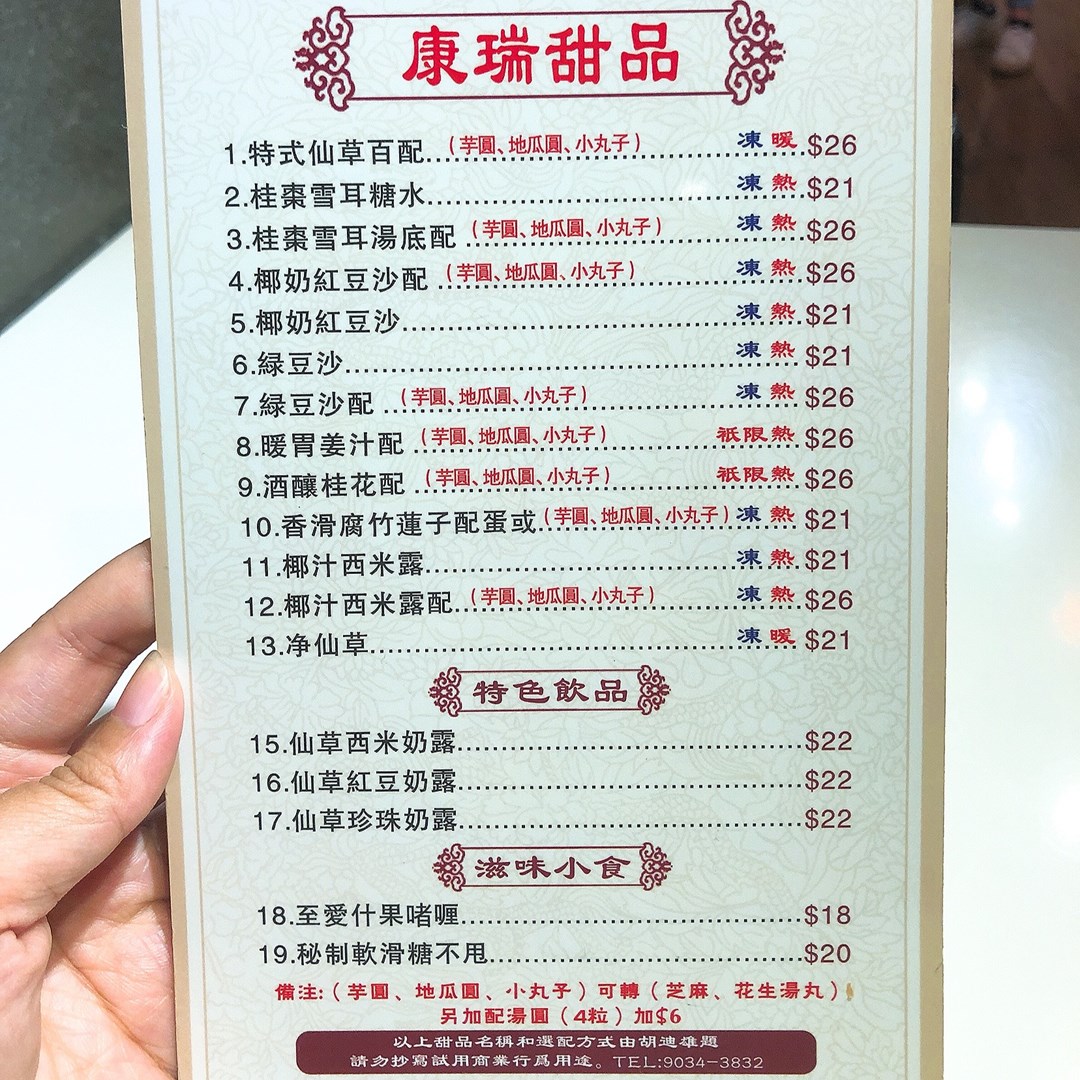 康瑞甜品
1.特式仙草百配......(芋圓、地瓜圓、小丸子)......凍 暖 $26
2.桂棗雪耳糖水......凍 熱 $21
3.桂棗雪耳湯底配 (芋圓、地瓜圓、小丸子)......凍 熱 $26
4.椰奶紅豆沙配 (芋圓、地瓜圓、小丸子)......凍 熱 $26
5.椰奶紅豆沙......凍 熱 $21
6.綠豆沙......凍 熱 $21
7.綠豆沙配 (芋圓、地瓜圓、小丸子)......凍 熱 $26
8.暖胃姜汁配 (芋圓、地瓜圓、小丸子)......祇限熱 $26
9.酒釀桂花配 (芋圓、地瓜圓、小丸子)......祇限熱 $26
10.香滑腐竹蓮子配蛋或(芋圓、地瓜圓、小丸子)凍 熱 $21
11.椰汁西米露......凍 熱 $21
12.椰汁西米露配...(芋圓、地瓜圓、小丸子)......凍 熱 $26
13.净仙草......凍 暖 $21
特色飲品
15.仙草西米奶露......$22
16.仙草紅豆奶露......$22
17.仙草珍珠奶露......$22
滋味小食
18.至愛什果啫喱......$18
19.秘制軟滑糖不甩......$20
備注:(芋圓、地瓜圓、小丸子)可轉(芝麻、花生湯丸)
另加配湯圓(4粒)加$6
以上甜品名稱和選配方式由胡迪雄題
請勿抄寫試用商業行爲用途。TEL:9034-3832